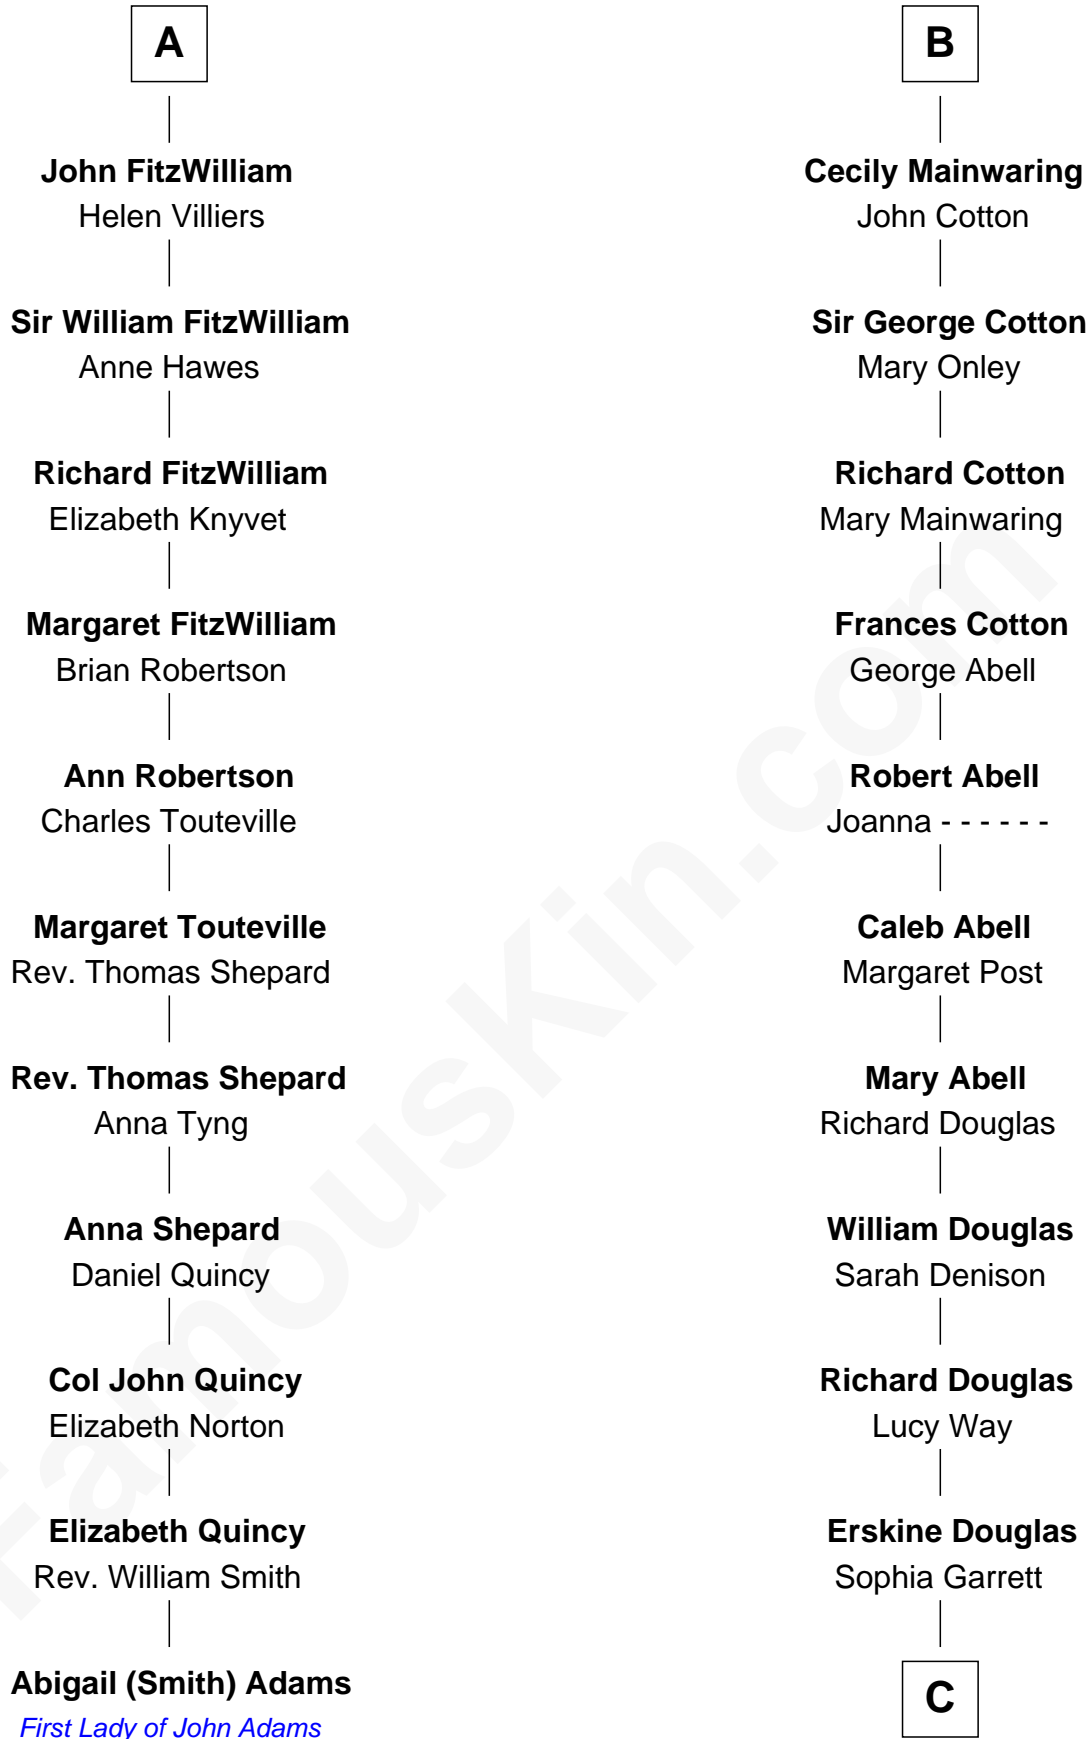 A
John FitzWilliam
Helen Villiers
Sir William FitzWilliam
Anne Hawes
Richard FitzWilliam
Elizabeth Knyvet
Margaret FitzWilliam
Brian Robertson
Ann Robertson
Charles Touteville
Margaret Touteville
Rev. Thomas Shepard
Rev. Thomas Shepard
Anna Tyng
Anna Shepard
Daniel Quincy
Col John Quincy
Elizabeth Norton
Elizabeth Quincy
Rev. William Smith
Abigail (Smith) Adams
First Lady of John Adams
B
Cecily Mainwaring
John Cotton
Sir George Cotton
Mary Onley
Richard Cotton
Mary Mainwaring
Frances Cotton
George Abell
Robert Abell
Joanna - - - - - -
Caleb Abell
Margaret Post
Mary Abell
Richard Douglas
William Douglas
Sarah Denison
Richard Douglas
Lucy Way
Erskine Douglas
Sophia Garrett
C
FamousKin.com